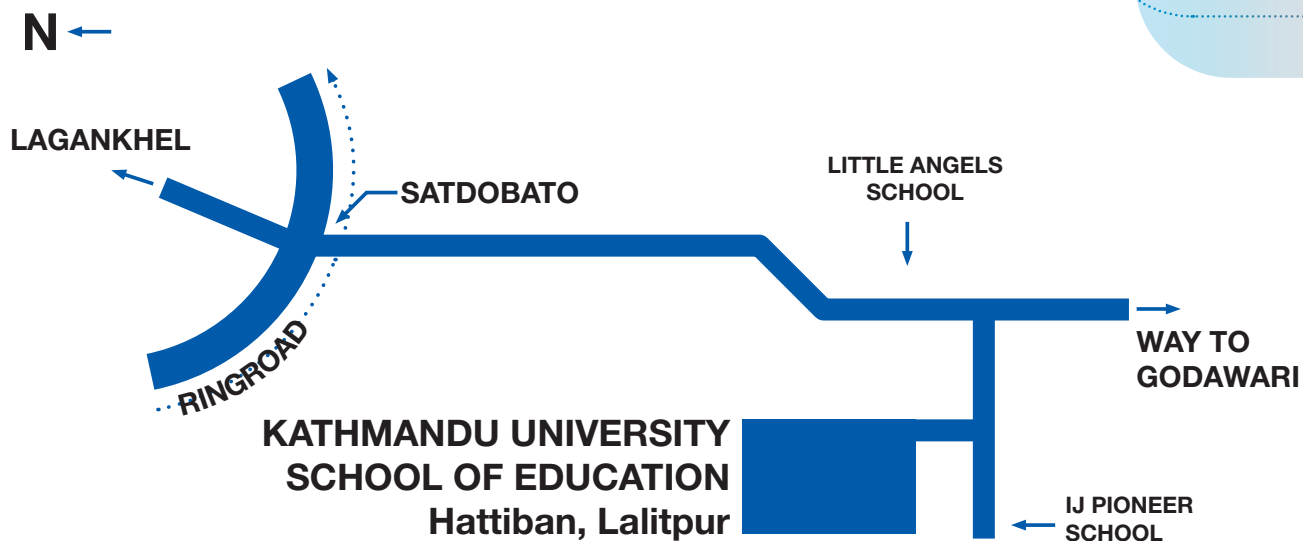 N
LAGANKHEL
SATDOBATO
LITTLE ANGELS
SCHOOL
RINGROAD
WAY TO
GODAWARI
KATHMANDU UNIVERSITY
SCHOOL OF EDUCATION
Hattiban, Lalitpur
IJ PIONEER
SCHOOL